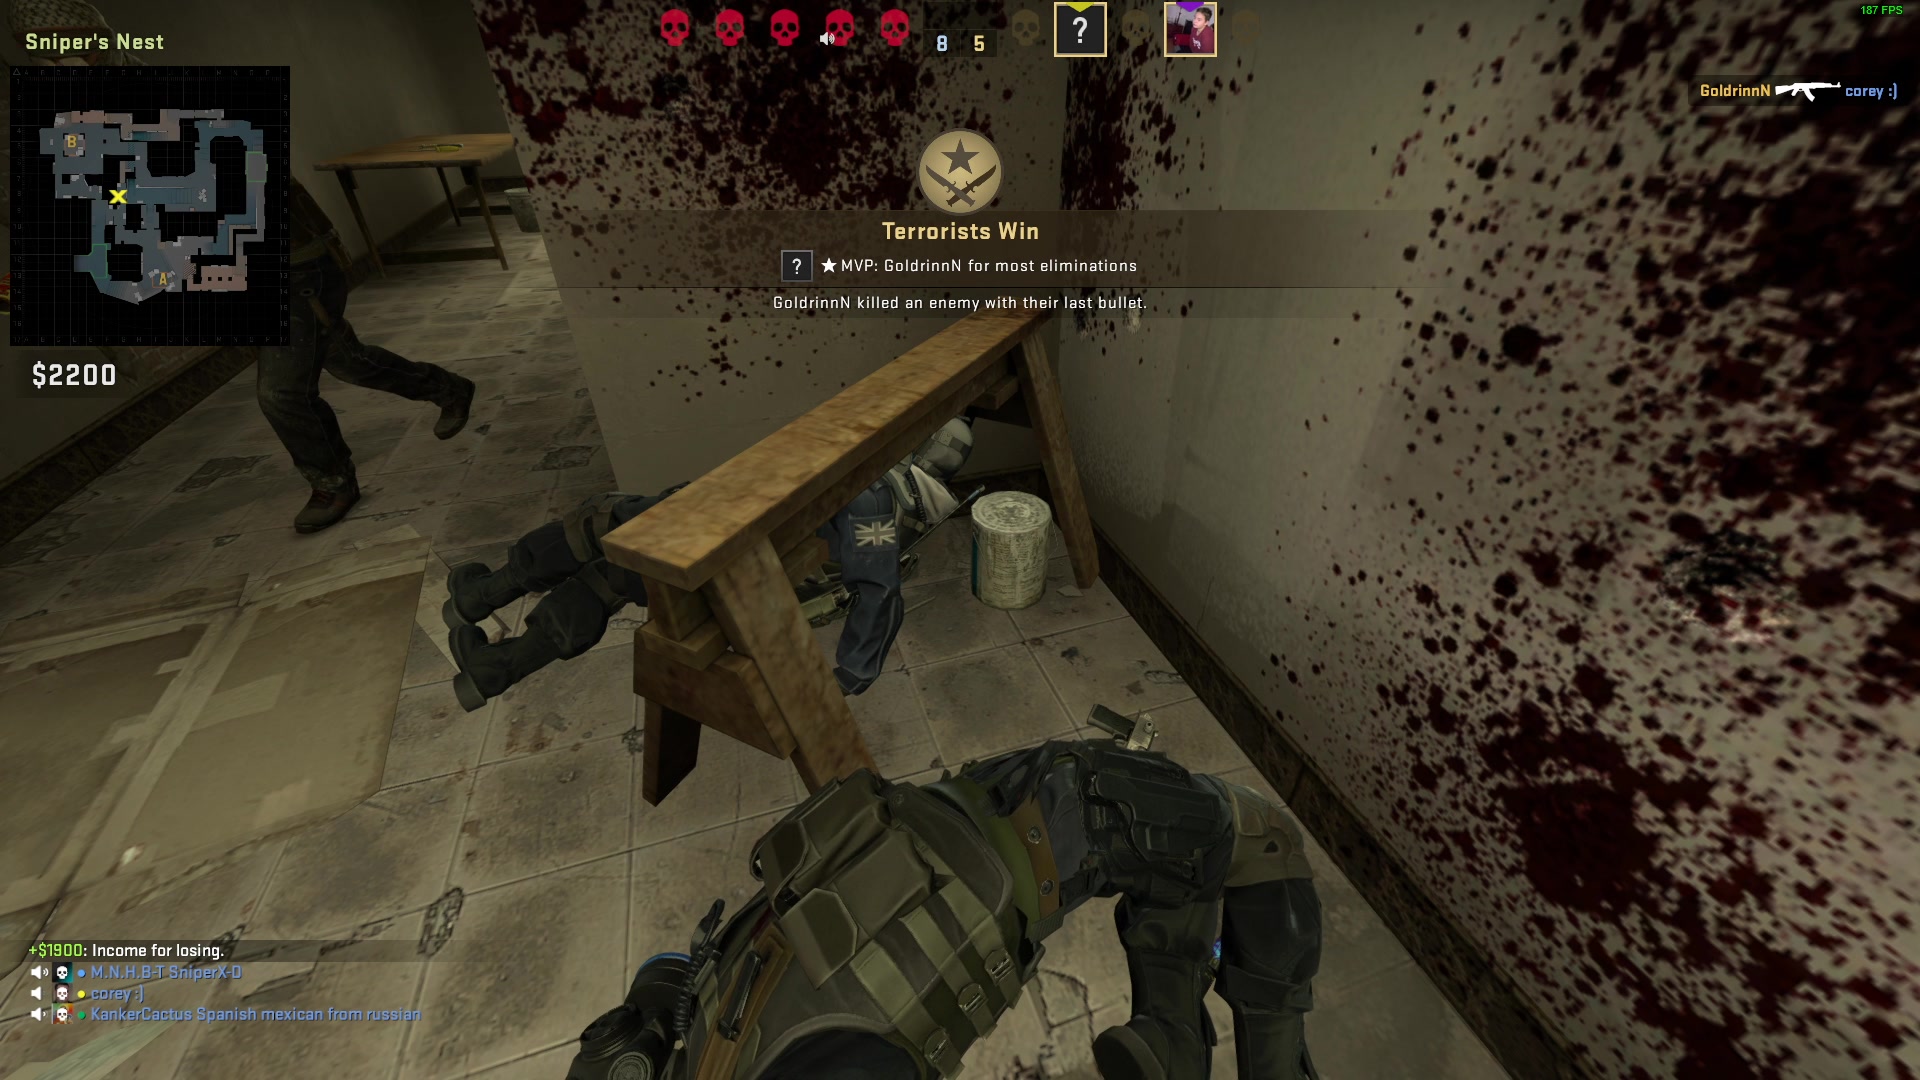 187 FPS
Sniper's Nest
8 5
?
GoldrinnN corey :)
B
A
Terrorists Win
? MVP: GoldrinnN for most eliminations
GoldrinnN killed an enemy with their last bullet.
$2200
+$1900: Income for losing.
M.N.H.B-T SniperX-D
corey :)
KankerCactus Spanish mexican from russian